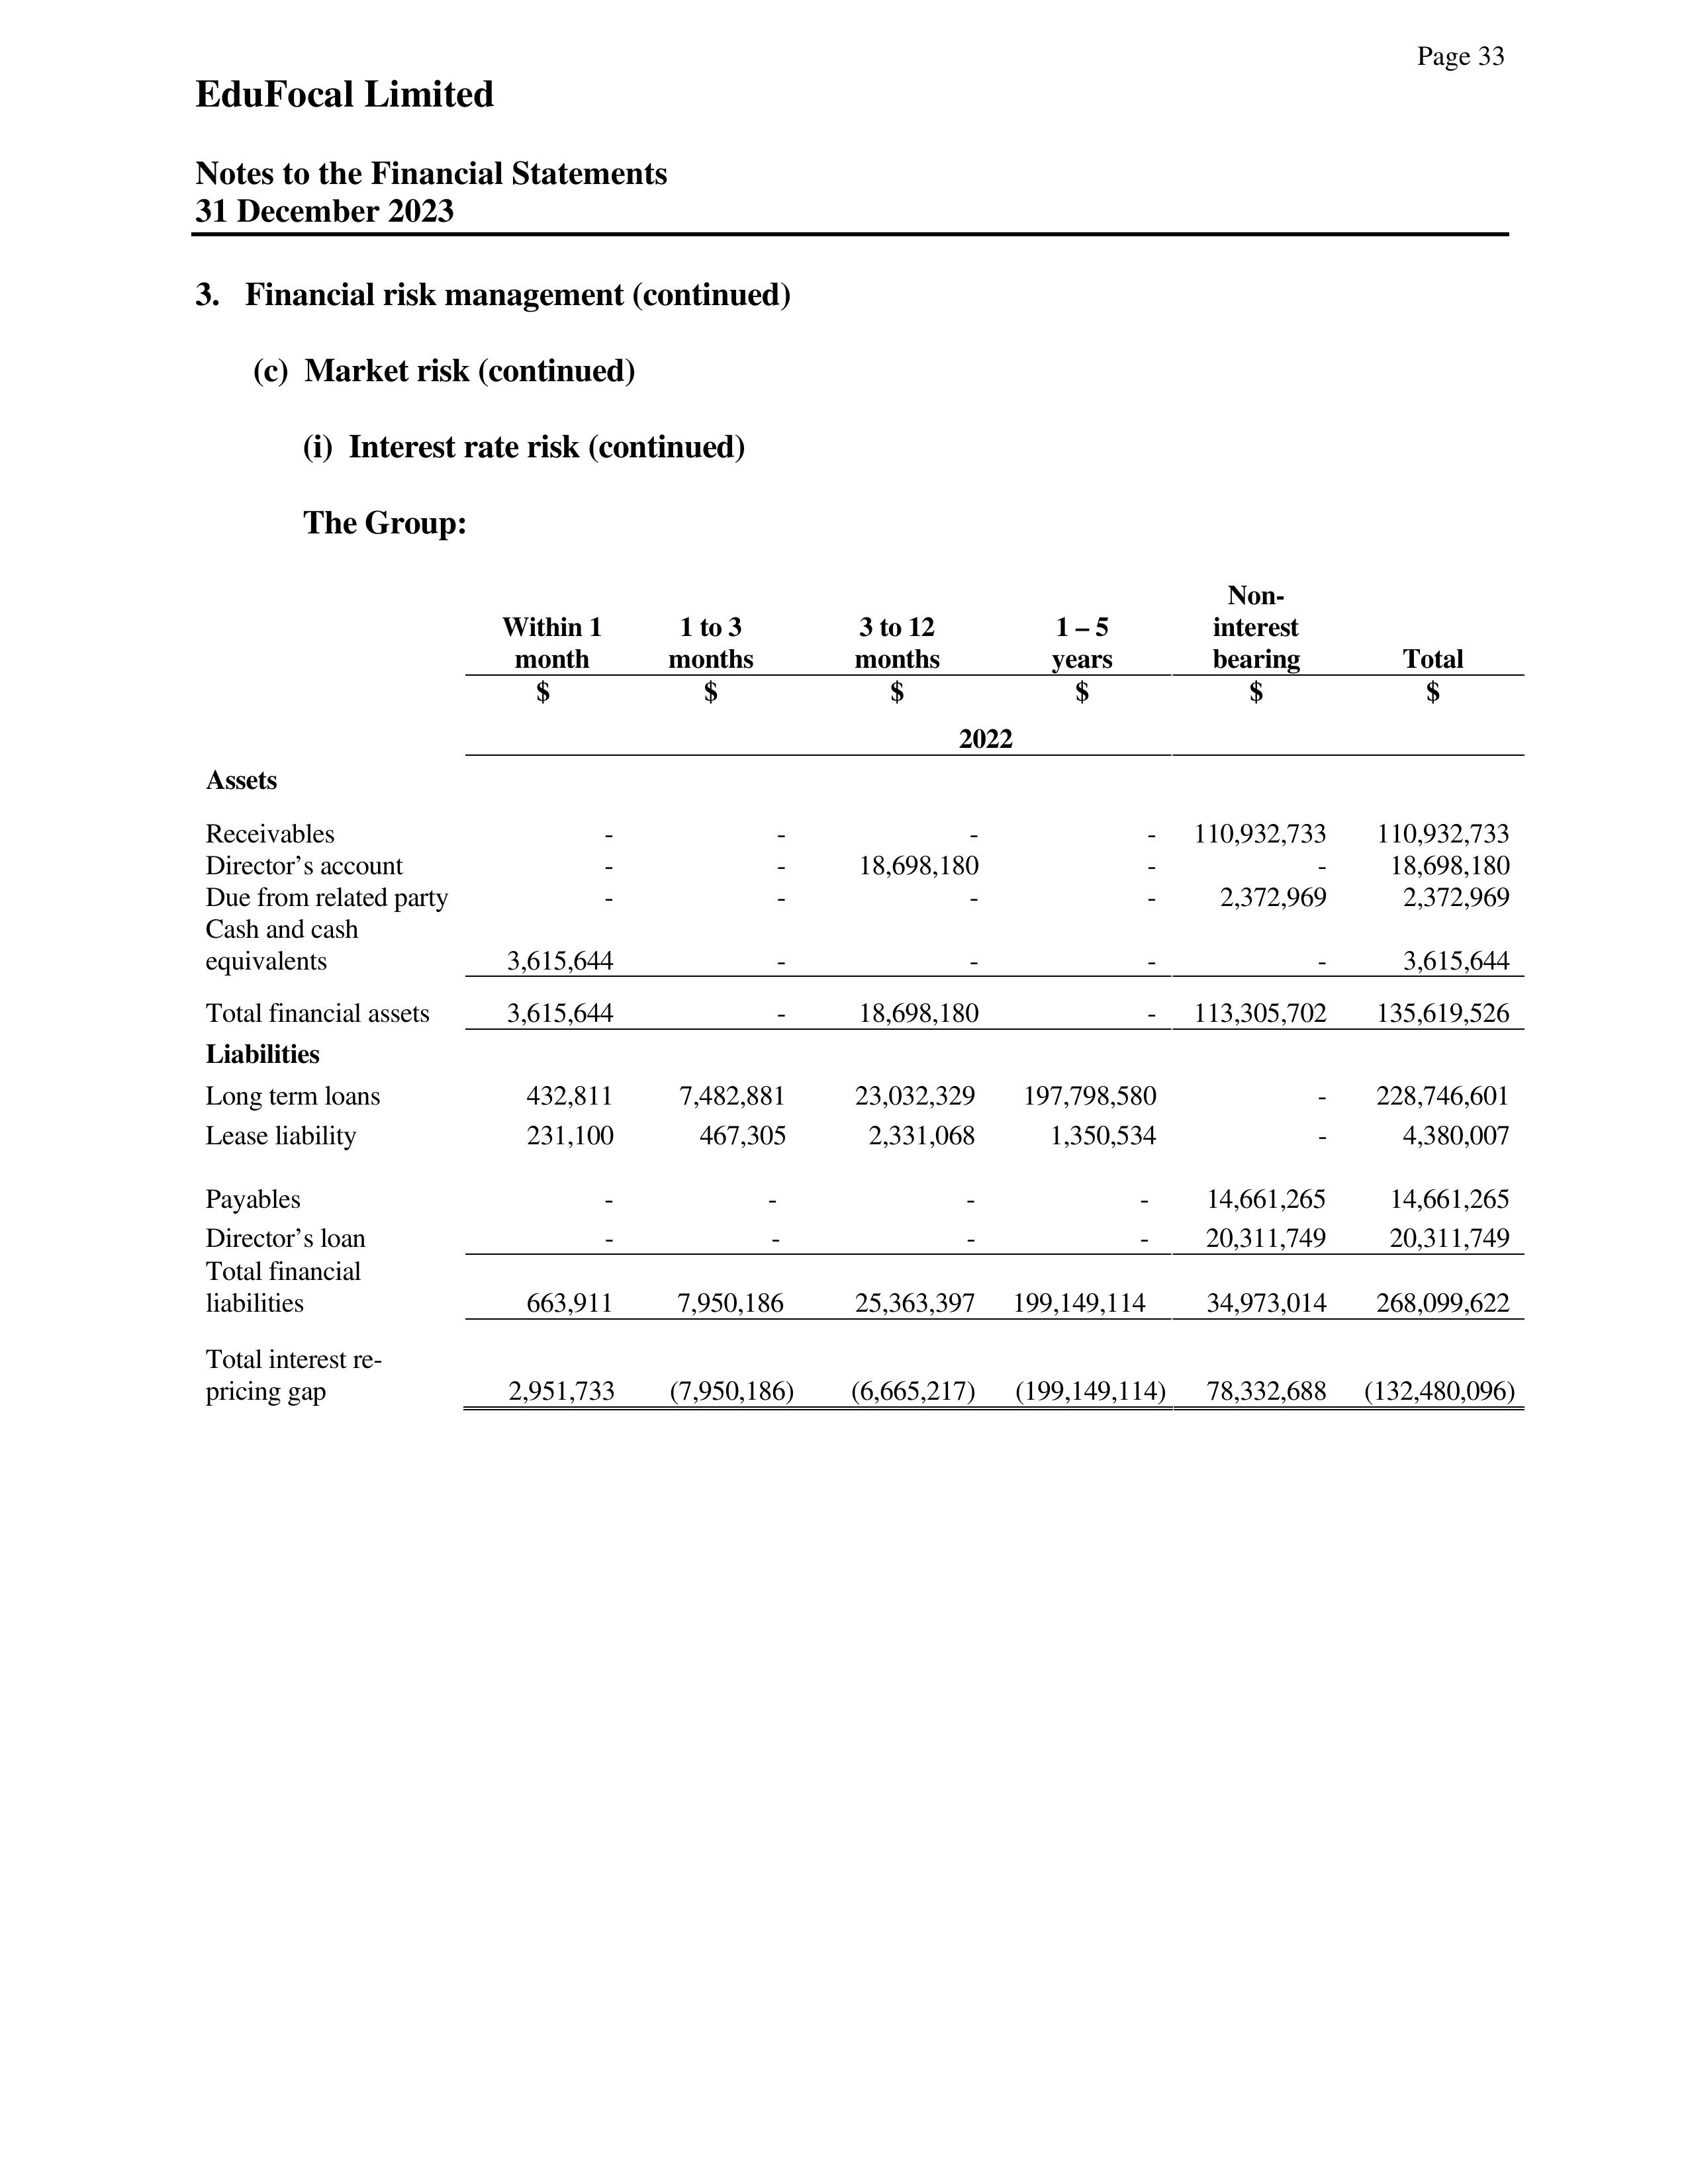 Page 33
EduFocal Limited
Notes to the Financial Statements
31 December 2023
3. Financial risk management (continued)
(c) Market risk (continued)
(i) Interest rate risk (continued)
The Group:
Non-
Within 1 1 to 3 3 to 12 1 – 5 interest
month months months years bearing Total
$ $ $ $ $ $
2022
Assets
Receivables - - - - 110,932,733 110,932,733
Director’s account - - 18,698,180 - - 18,698,180
Due from related party - - - - 2,372,969 2,372,969
Cash and cash
equivalents 3,615,644 - - - - 3,615,644
Total financial assets 3,615,644 - 18,698,180 - 113,305,702 135,619,526
Liabilities
Long term loans 432,811 7,482,881 23,032,329 197,798,580 - 228,746,601
Lease liability 231,100 467,305 2,331,068 1,350,534 - 4,380,007
Payables - - - - 14,661,265 14,661,265
Director’s loan - - - - 20,311,749 20,311,749
Total financial
liabilities 663,911 7,950,186 25,363,397 199,149,114 34,973,014 268,099,622
Total interest re-
pricing gap 2,951,733 (7,950,186) (6,665,217) (199,149,114) 78,332,688 (132,480,096)